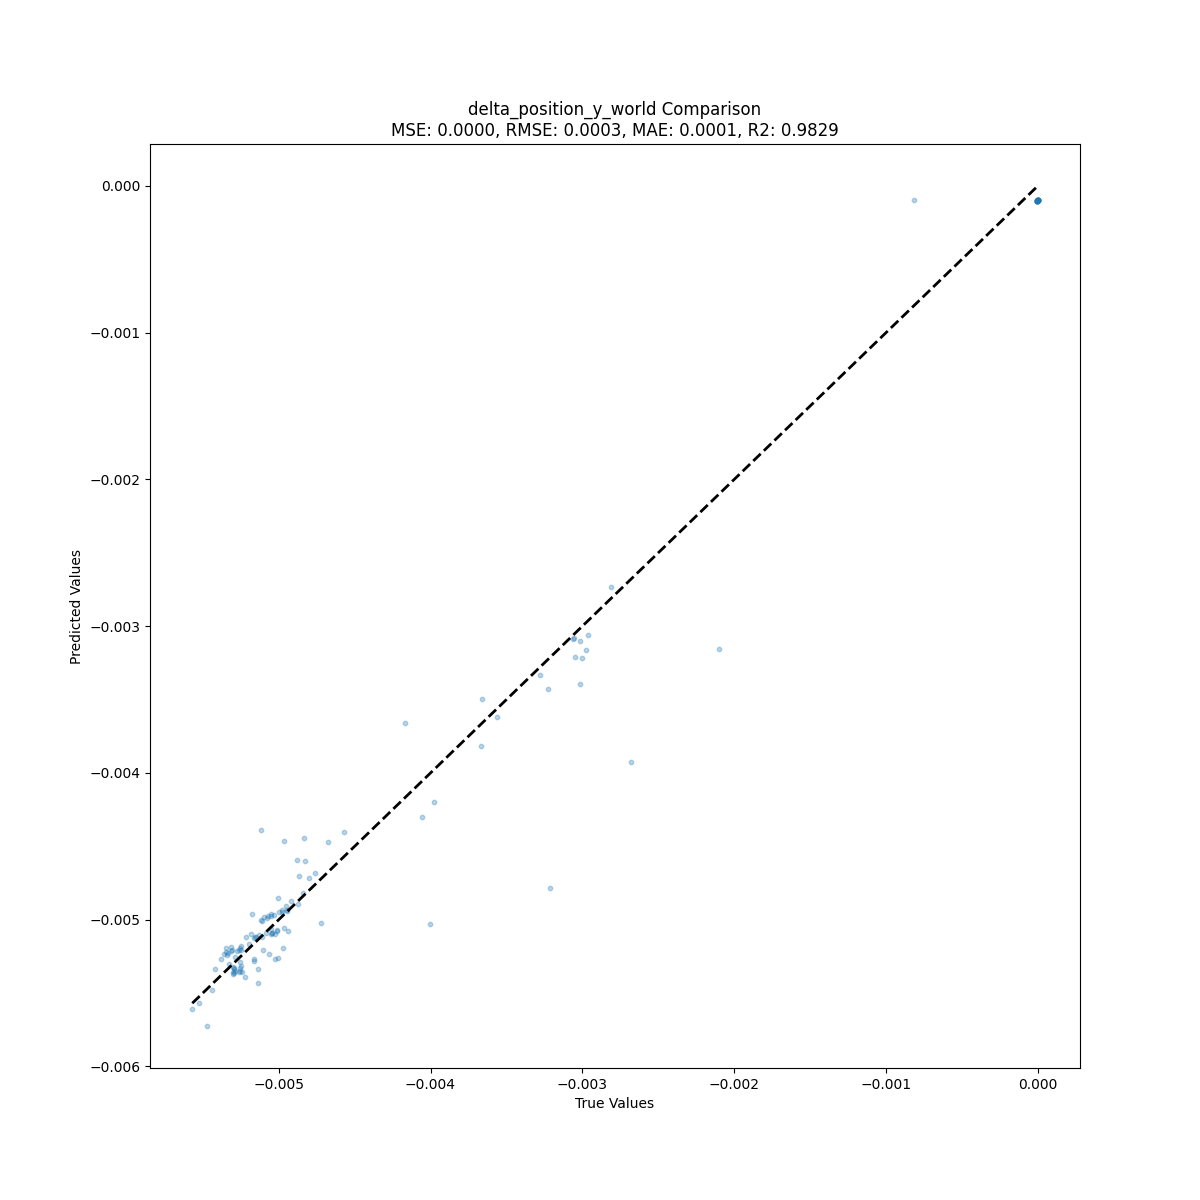 delta_position_y_world Comparison
MSE: 0.0000, RMSE: 0.0003, MAE: 0.0001, R2: 0.9829
0.000
−0.001
−0.002
−0.003
−0.004
−0.005
−0.006
Predicted Values
−0.005 −0.004 −0.003 −0.002 −0.001 0.000
True Values